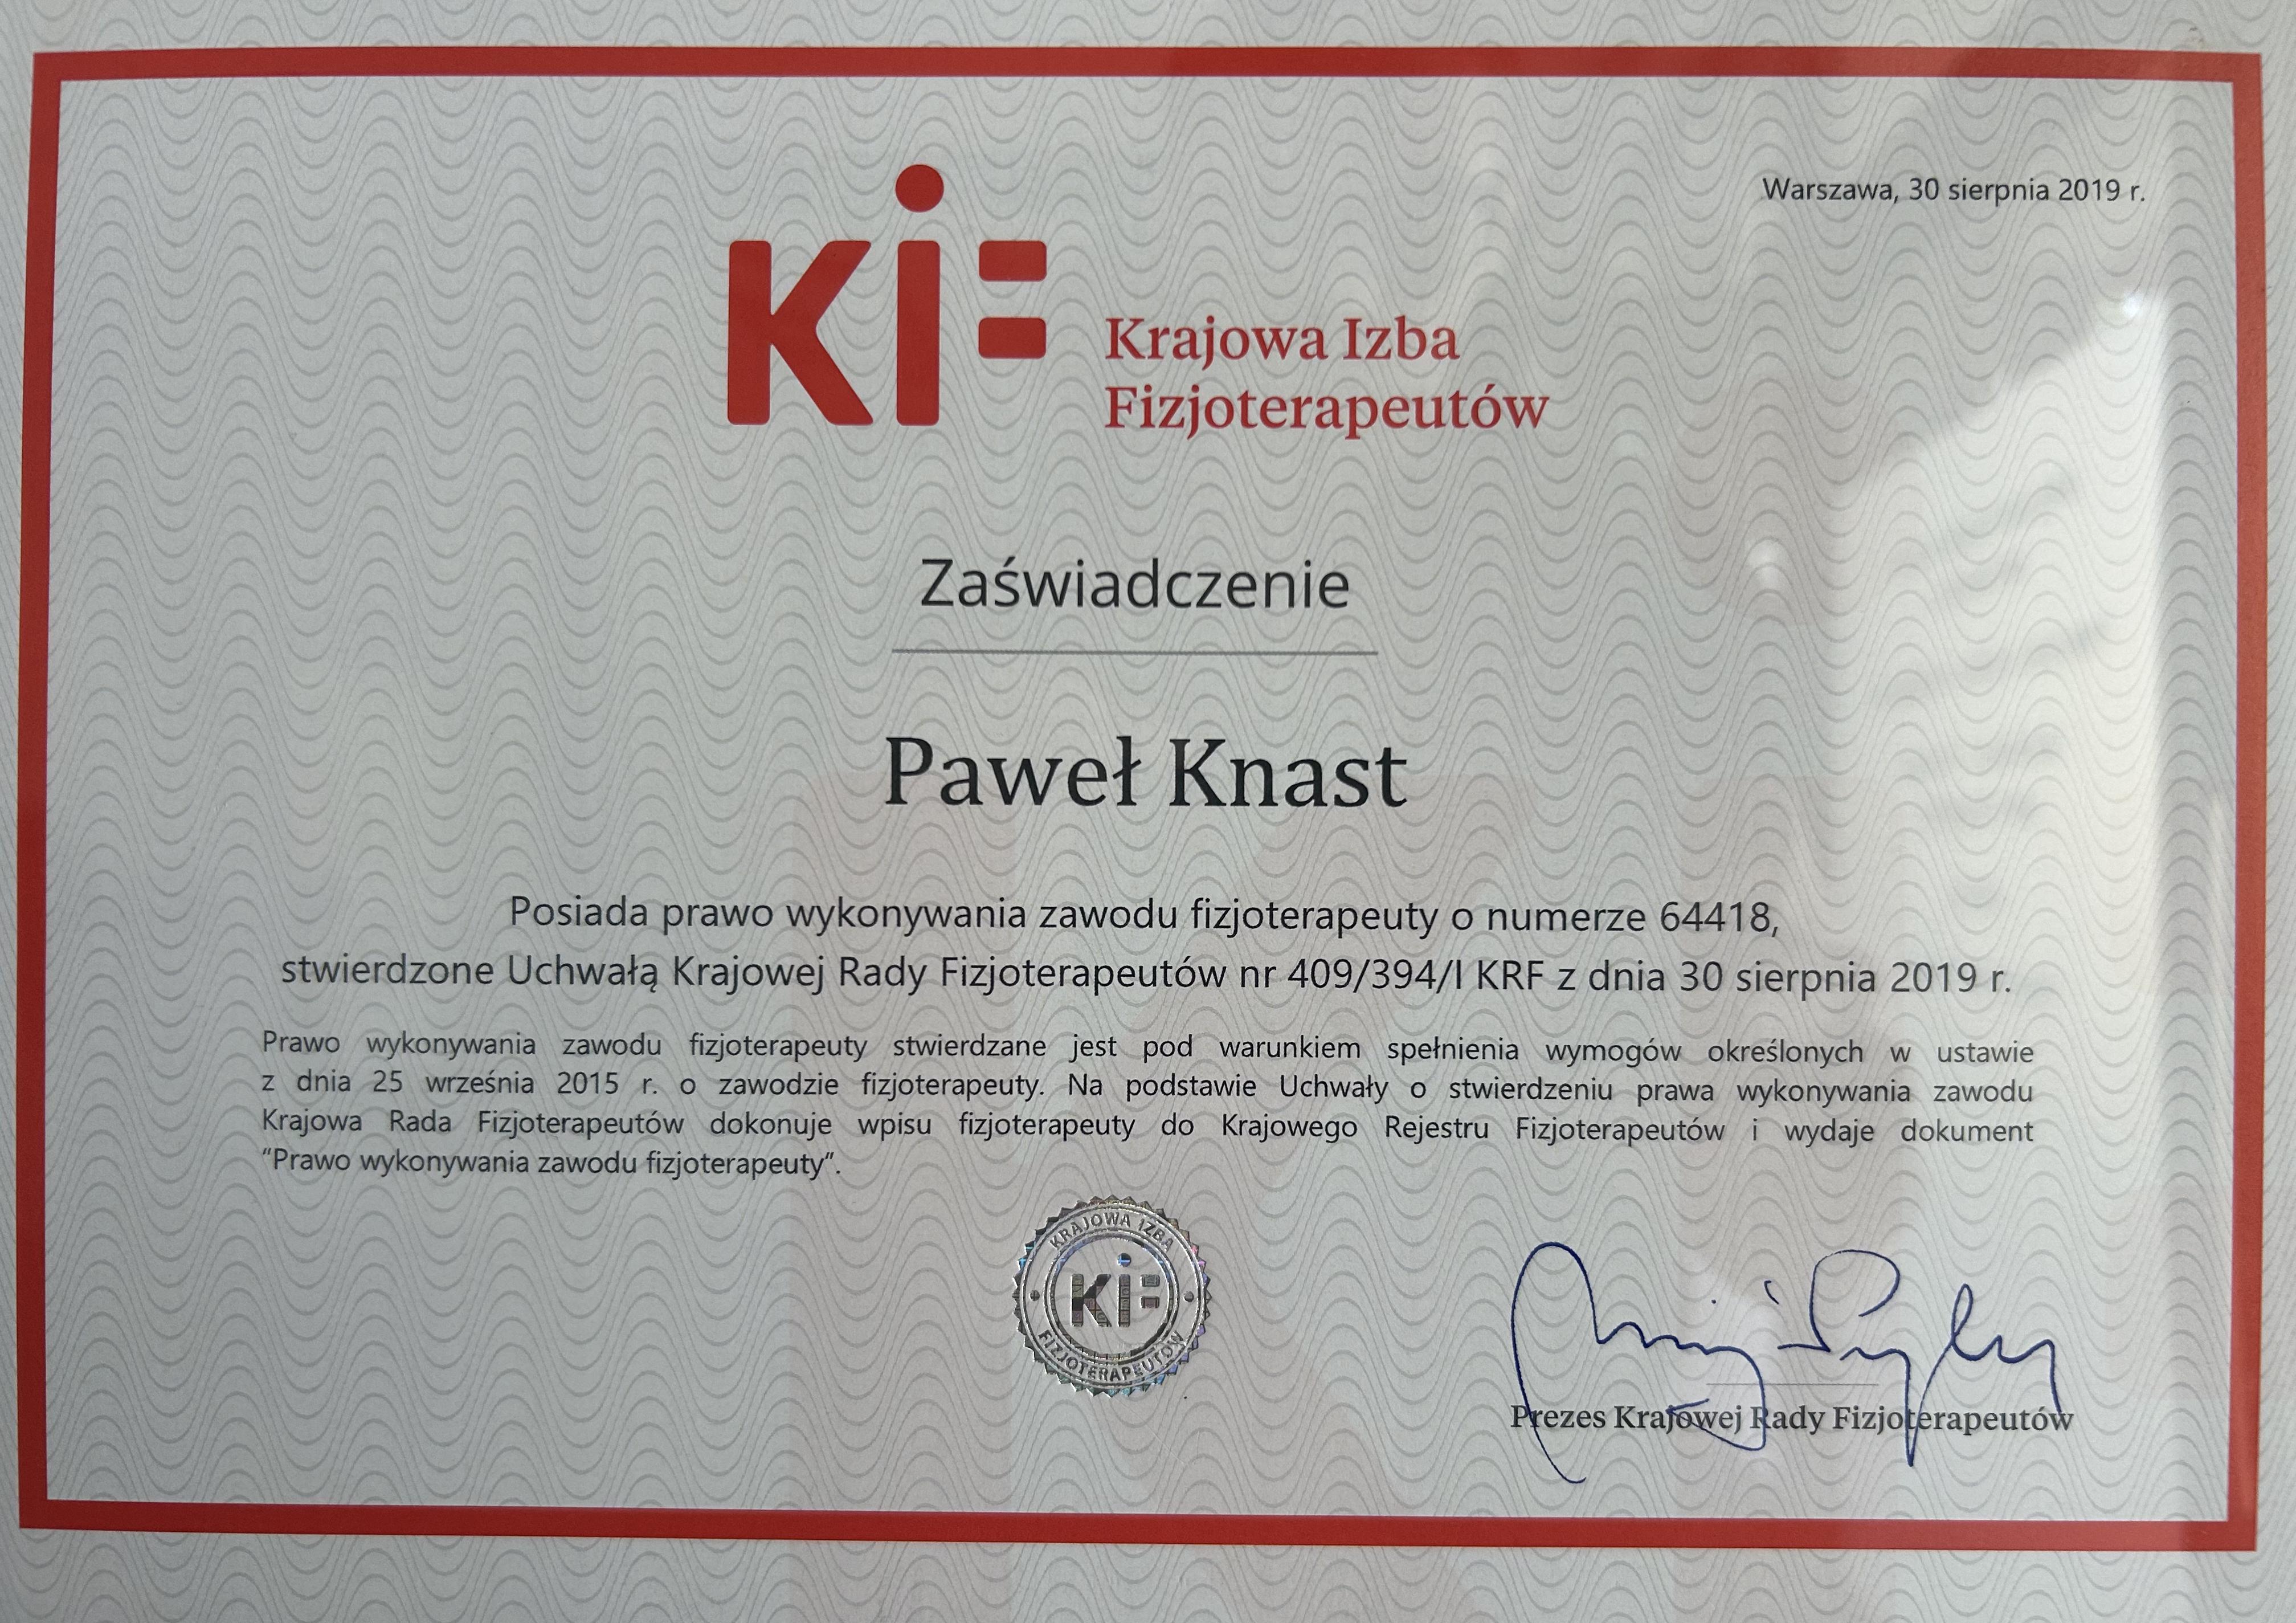 Warszawa, 30 sierpnia 2019 r.
KiF
Krajowa Izba
Fizjoterapeutów
Zaświadczenie
Paweł Knast
Posiada prawo wykonywania zawodu fizjoterapeuty o numerze 64418,
stwierdzone Uchwałą Krajowej Rady Fizjoterapeutów nr 409/394/I KRF z dnia 30 sierpnia 2019 r.
Prawo wykonywania zawodu fizjoterapeuty stwierdzane jest pod warunkiem spełnienia wymogów określonych w ustawie
z dnia 25 września 2015 r. o zawodzie fizjoterapeuty. Na podstawie Uchwały o stwierdzeniu prawa wykonywania zawodu
Krajowa Rada Fizjoterapeutów dokonuje wpisu fizjoterapeuty do Krajowego Rejestru Fizjoterapeutów i wydaje dokument
"Prawo wykonywania zawodu fizjoterapeuty".
KRAJOWA IZBA
KiF
FIZJOTERAPEUTÓW
Prezes Krajowej Rady Fizjoterapeutów